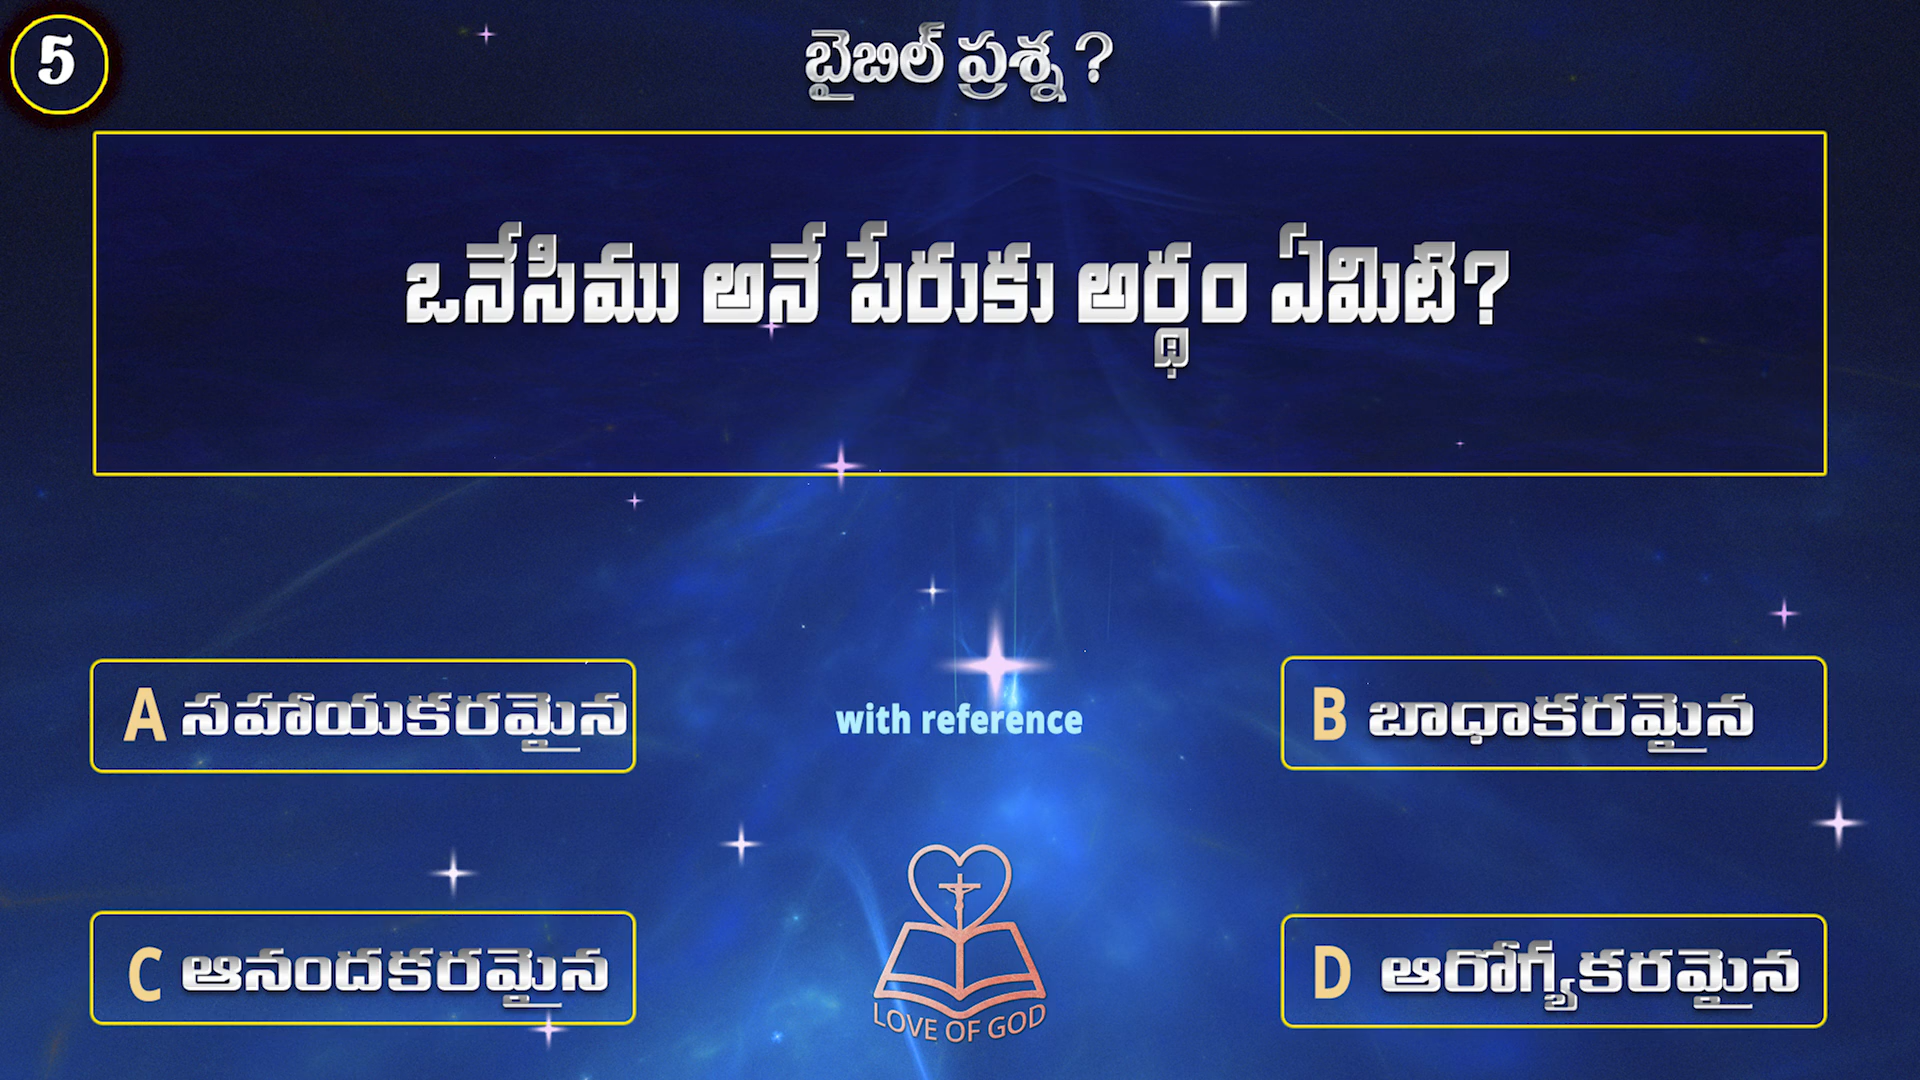 5
బైబిల్ ప్రశ్న ?
ఒనేసిము అనే పేరుకు అర్థం ఏమిటి?
A సహాయకరమైన
B బాధాకరమైన
with reference
C ఆనందకరమైన
D ఆరోగ్యకరమైన
LOVE OF GOD